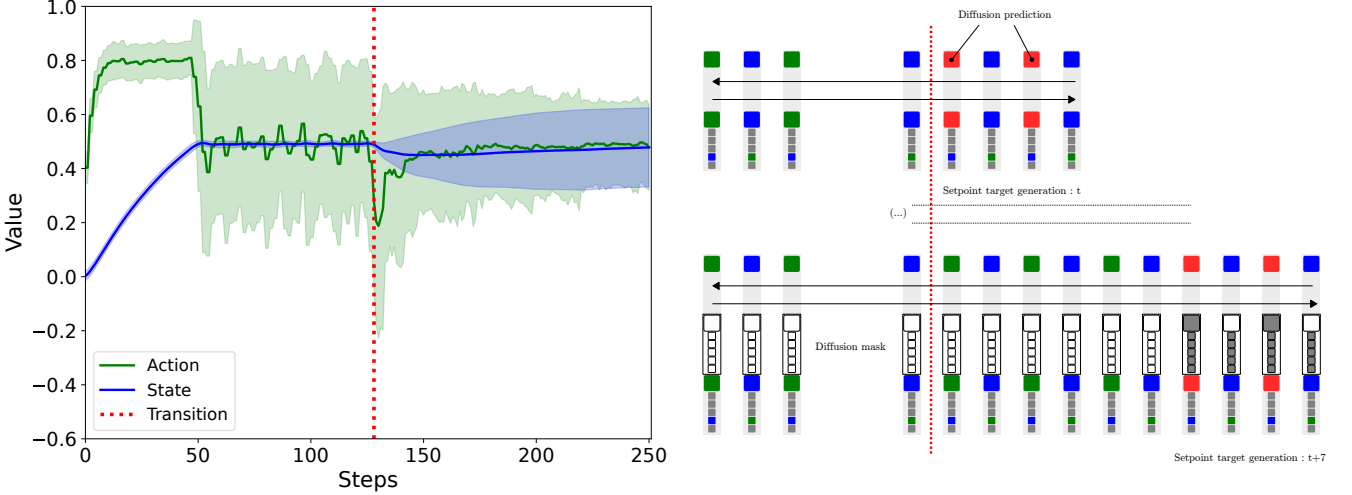 1.0
0.8
0.6
0.4
0.2
0.0
−0.2
−0.4
−0.6
Value
0
50
100
150
200
250
Steps
Action
State
Transition
Diffusion prediction
Setpoint target generation : t
(...)
Diffusion mask
Setpoint target generation : t+7